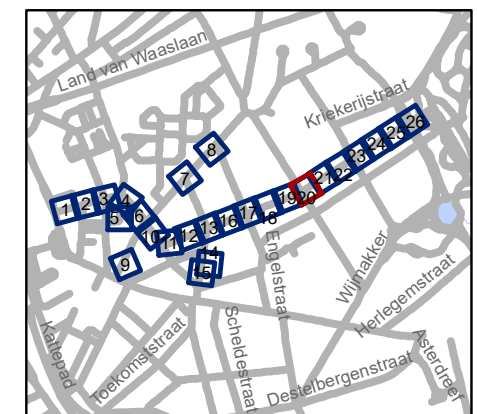 Land van Waaslaan
Kriekerijstraat
8
7
1
2
3
4
5
6
9
10
11
12
13
14
15
16
17
18
19
20
21
22
23
24
25
26
Engelstraat
Wijmakker
Herlegemstraat
Kattepad
Toekomststraat
Scheldestraat
Destelbergenstraat
Asterdreef